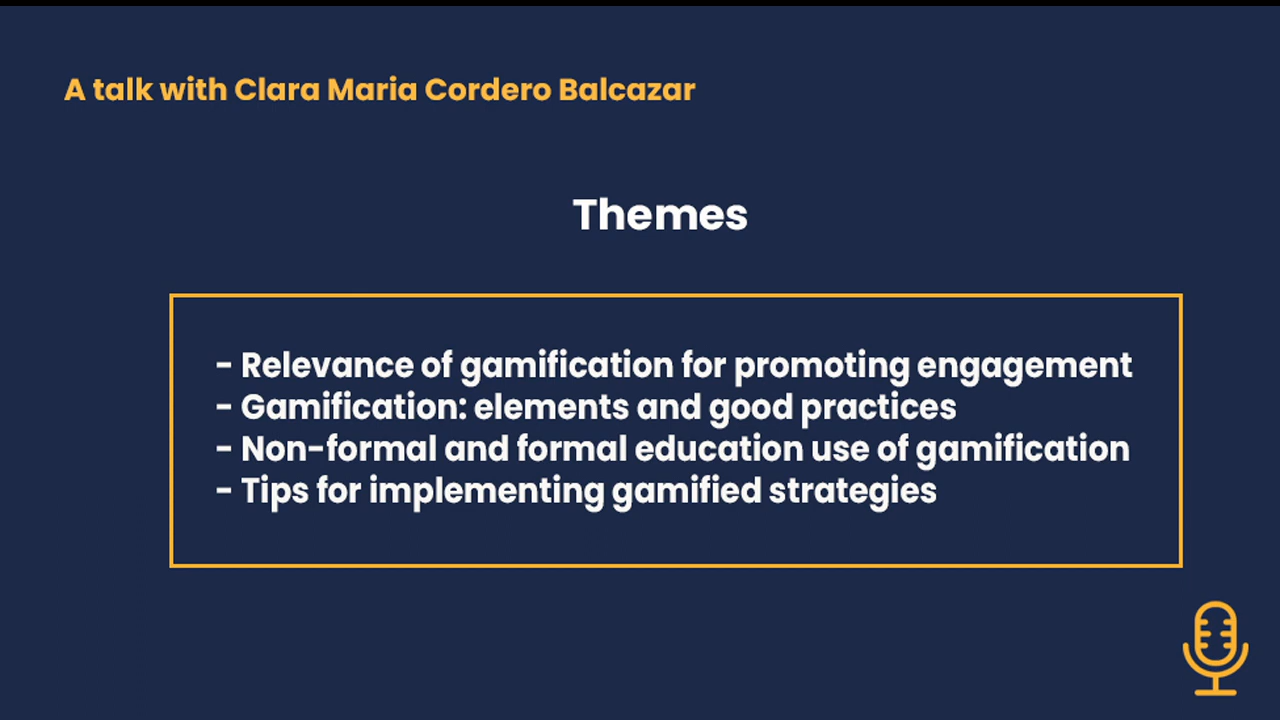 A talk with Clara Maria Cordero Balcazar
Themes
- Relevance of gamification for promoting engagement
- Gamification: elements and good practices
- Non-formal and formal education use of gamification
- Tips for implementing gamified strategies